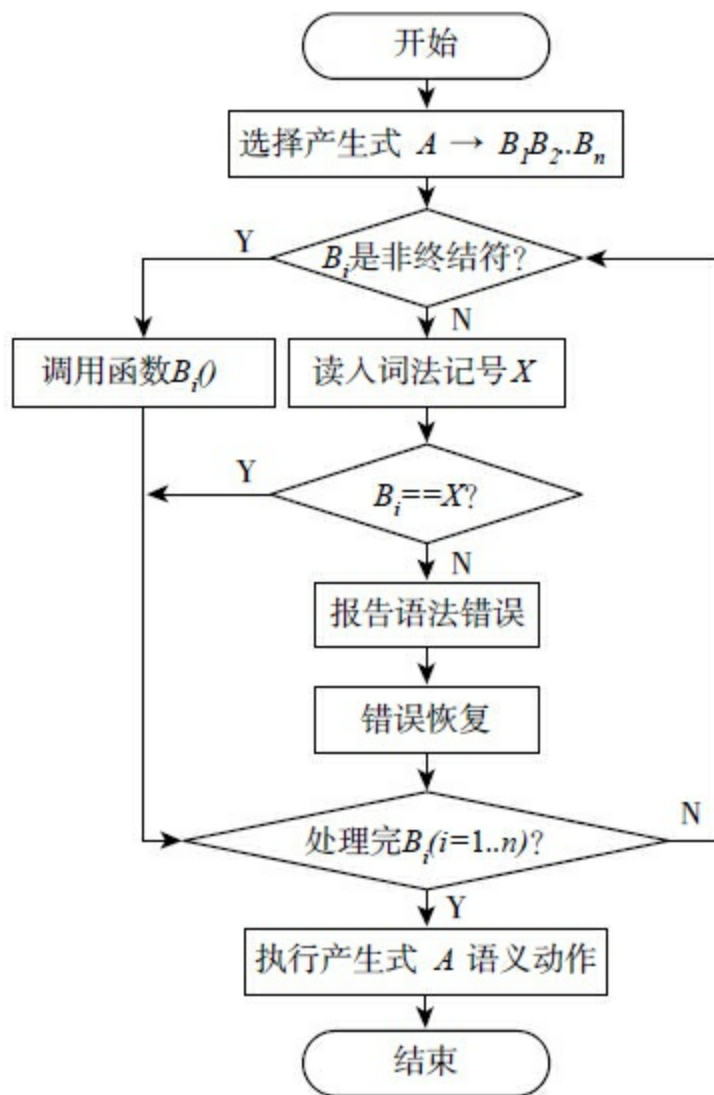 开始
选择产生式 A → B₁B₂..Bₙ
Bᵢ是非终结符?
Y
N
调用函数Bᵢ()
读入词法记号X
Y
Bᵢ==X?
N
报告语法错误
错误恢复
处理完Bᵢ(i=1..n)?
N
Y
执行产生式 A 语义动作
结束